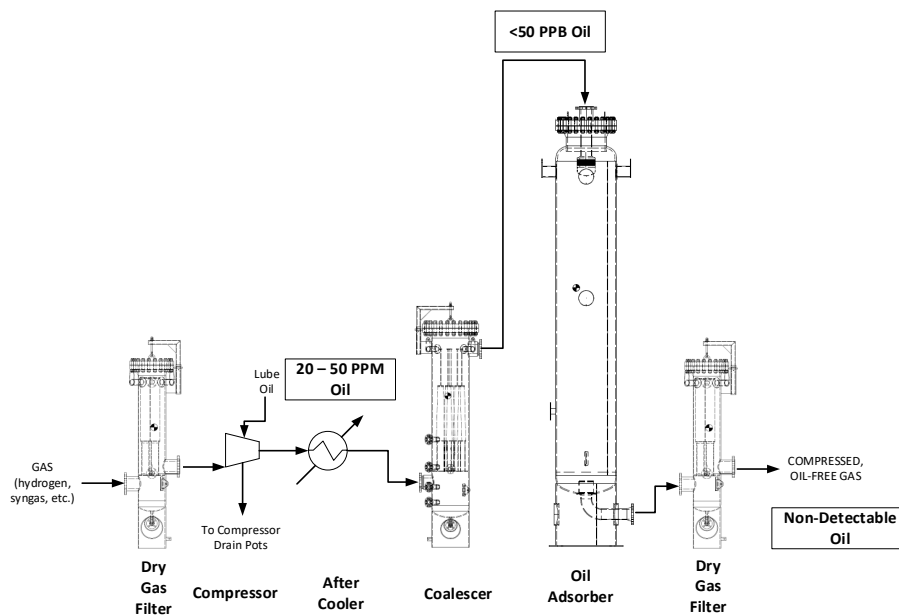 <50 PPB Oil
Lube
Oil
20 – 50 PPM
Oil
GAS
(hydrogen,
syngas, etc.)
To Compressor
Drain Pots
COMPRESSED,
OIL-FREE GAS
Non-Detectable
Oil
Dry
Gas
Filter
Compressor
After
Cooler
Coalescer
Oil
Adsorber
Dry
Gas
Filter